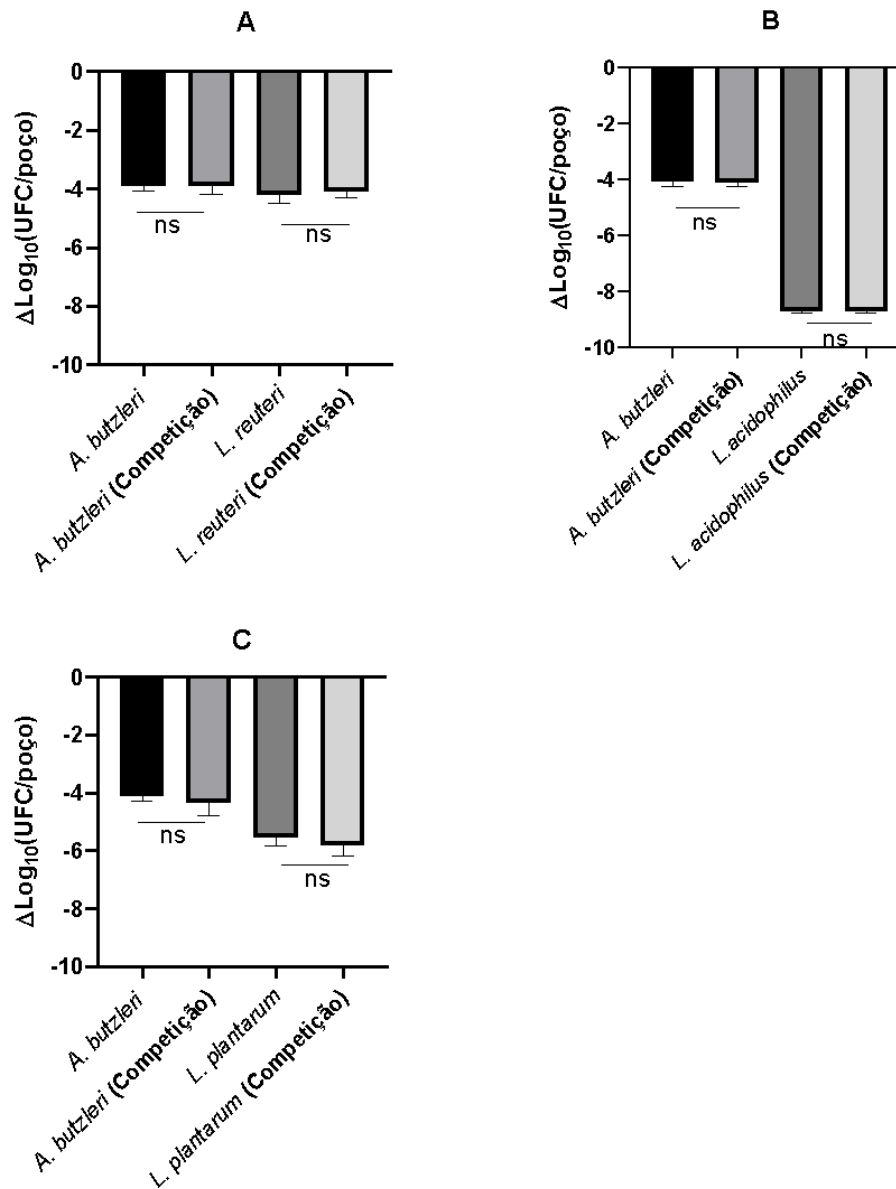 A
ΔLog₁₀(UFC/poço)
0
-2
-4
-6
-8
-10
ns
ns
A. butzleri
A. butzleri (Competição)
L. reuteri
L. reuteri (Competição)
B
ΔLog₁₀(UFC/poço)
0
-2
-4
-6
-8
-10
ns
ns
A. butzleri
A. butzleri (Competição)
L.acidophilus
L. acidophilus (Competição)
C
ΔLog₁₀(UFC/poço)
0
-2
-4
-6
-8
-10
ns
ns
A. butzleri
A. butzleri (Competição)
L. plantarum
L. plantarum (Competição)